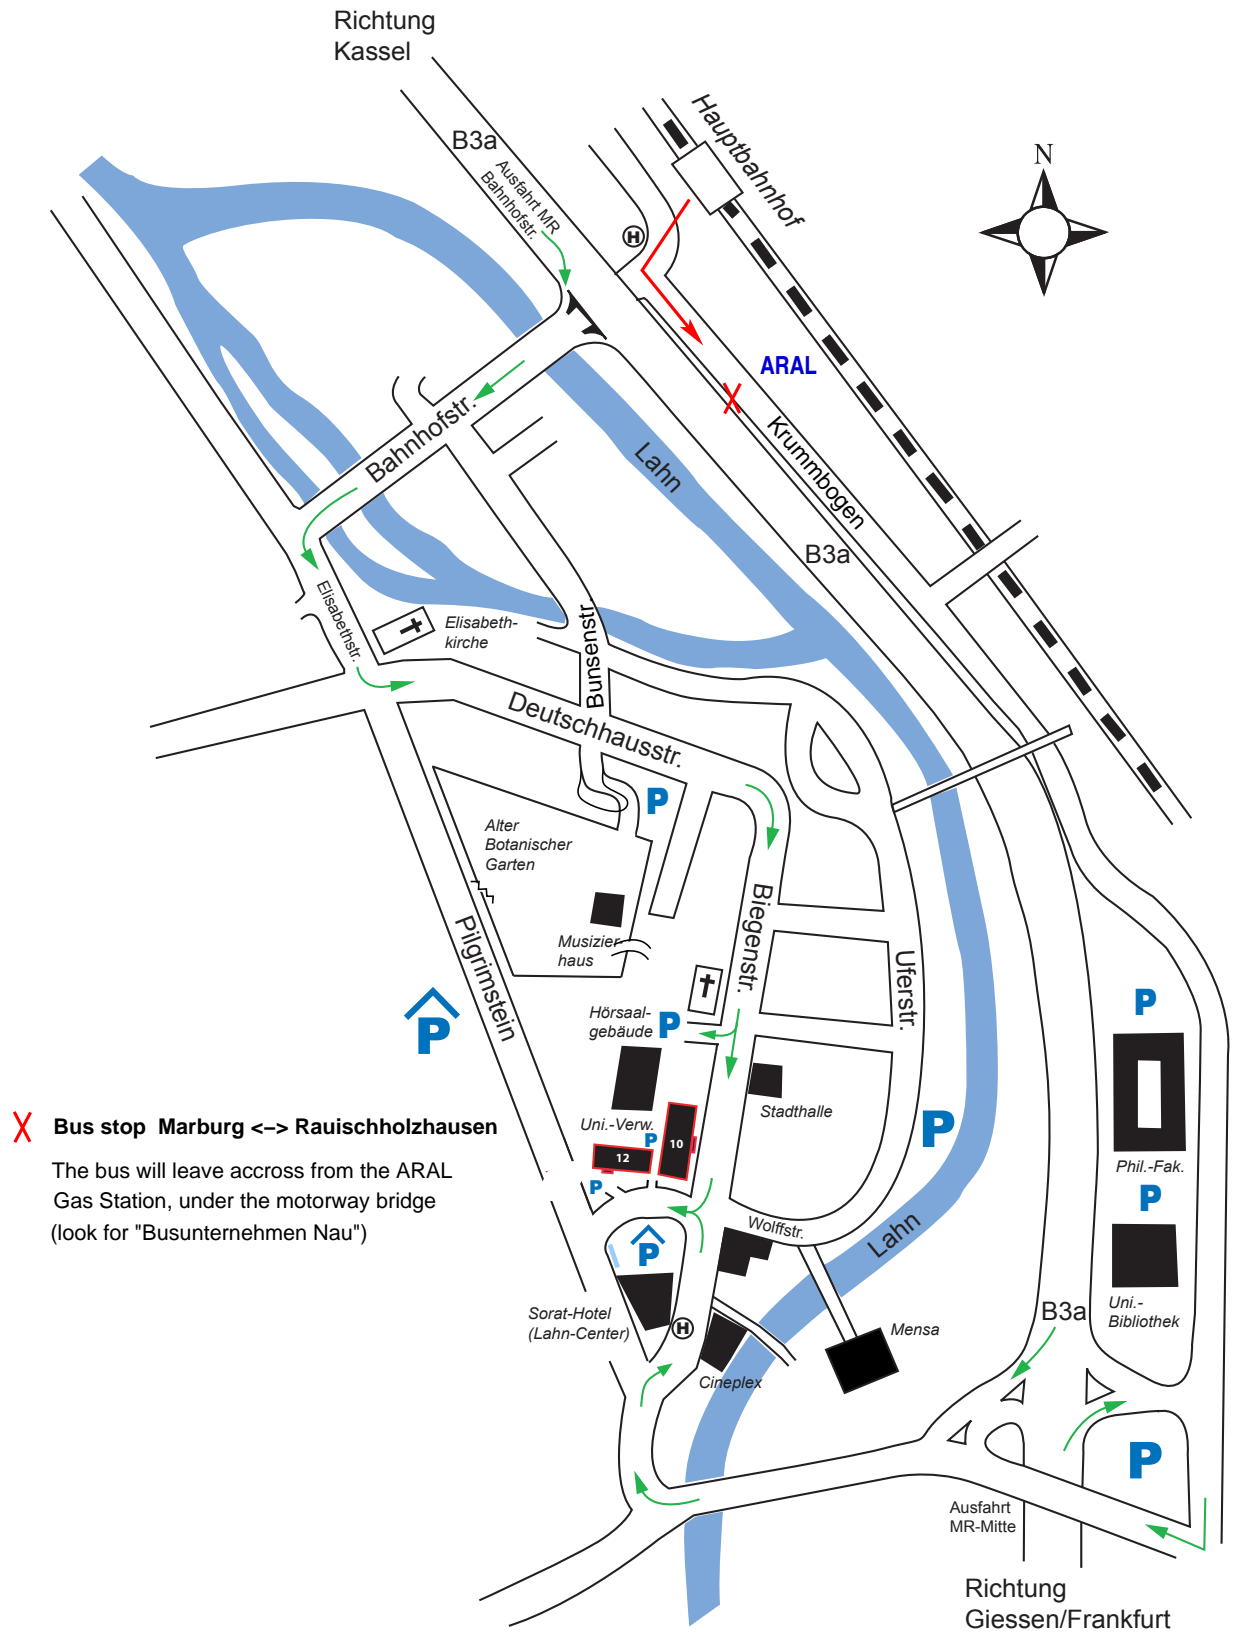 Richtung
Kassel
B3a
Ausfahrt MR
Bahnhofstr.
Hauptbahnhof
N
H
ARAL
Krummbogen
Bahnhofstr.
Lahn
B3a
Elisabethstr.
Elisabeth-
kirche
Bunsenstr.
Deutschhausstr.
P
Alter
Botanischer
Garten
Musizier-
haus
Biegenstr.
Uferstr.
Pilgrimstein
P
P
Hörsaal-
gebäude
P
Stadthalle
Uni.-Verw.
P
10
12
P
P
Phil.-Fak.
P
X Bus stop Marburg <–> Rauischholzhausen
The bus will leave accross from the ARAL
Gas Station, under the motorway bridge
(look for "Busunternehmen Nau")
Wolffstr.
P
Lahn
Sorat-Hotel
(Lahn-Center)
H
Cineplex
Mensa
B3a
Uni.-
Bibliothek
P
Ausfahrt
MR-Mitte
Richtung
Giessen/Frankfurt